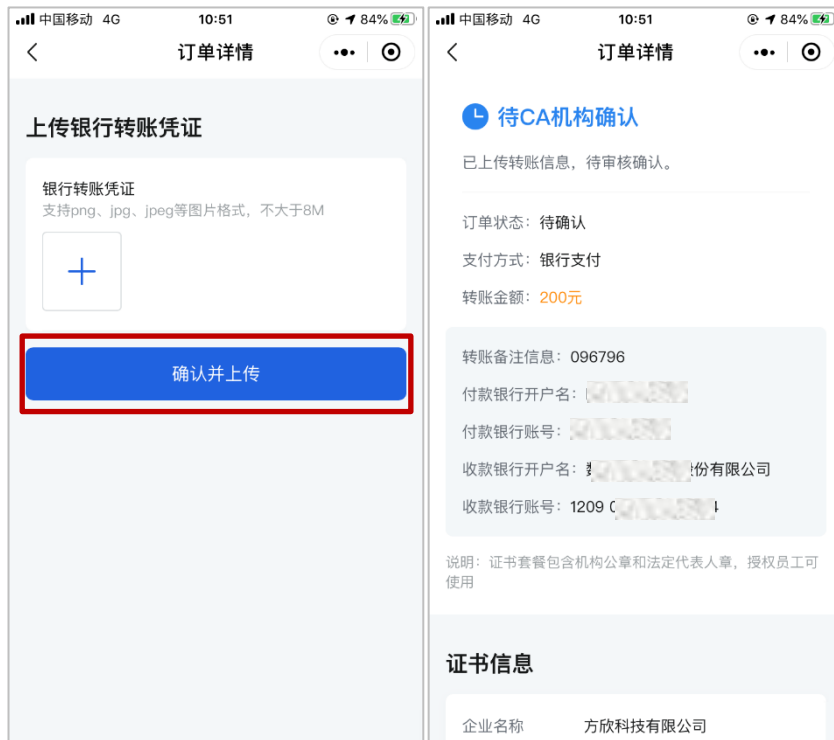 中国移动 4G
10:51
84%
订单详情
上传银行转账凭证
银行转账凭证
支持png、jpg、jpeg等图片格式，不大于8M
确认并上传
中国移动 4G
10:51
84%
订单详情
待CA机构确认
已上传转账信息，待审核确认。
订单状态：待确认
支付方式：银行支付
转账金额：200元
转账备注信息：096796
付款银行开户名：
付款银行账号：
收款银行开户名：份有限公司
收款银行账号：1209
说明：证书套餐包含机构公章和法定代表人章，授权员工可
使用
证书信息
企业名称 方欣科技有限公司